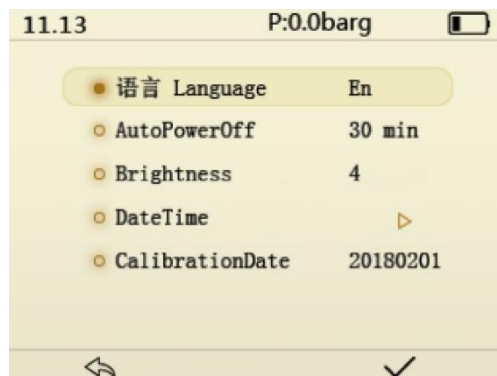 11.13 P:0.0barg
语言 Language En
AutoPowerOff 30 min
Brightness 4
DateTime
CalibrationDate 20180201